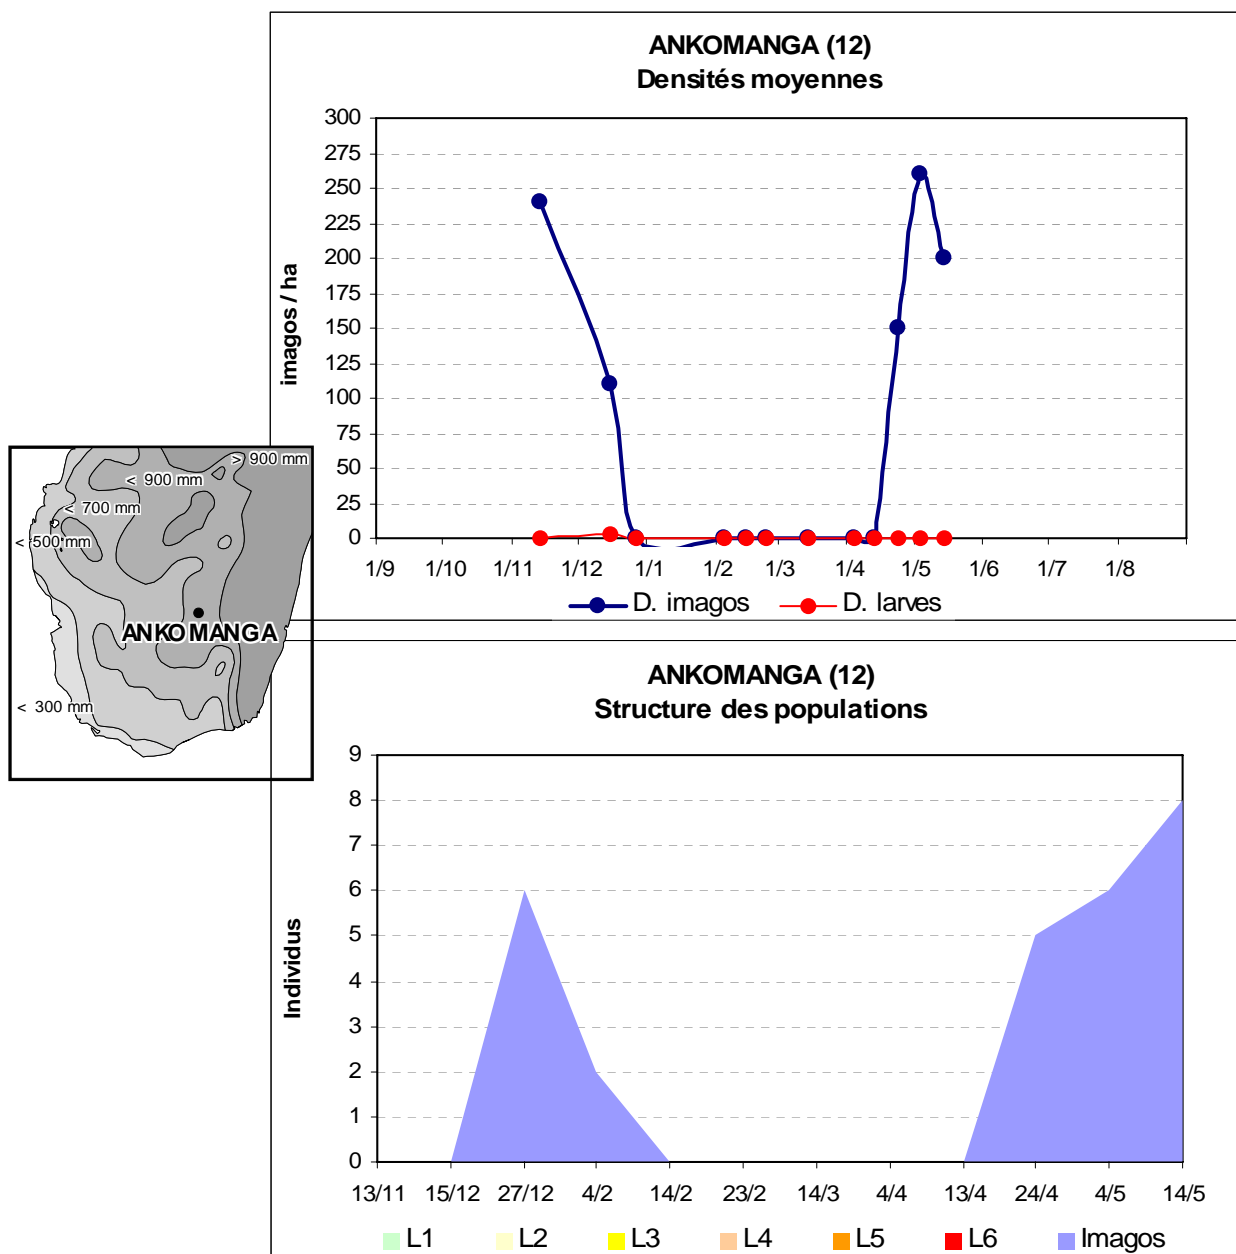 ANKOMANGA (12)
Densités moyennes
300
275
250
225
200
175
150
125
100
75
50
25
0
imagos / ha
1/9 1/10 1/11 1/12 1/1 1/2 1/3 1/4 1/5 1/6 1/7 1/8
D. imagos D. larves
> 900 mm
< 900 mm
< 700 mm
< 500 mm
ANKOMANGA
< 300 mm
ANKOMANGA (12)
Structure des populations
9
8
7
6
5
4
3
2
1
0
Individus
13/11 15/12 27/12 4/2 14/2 23/2 14/3 4/4 13/4 24/4 4/5 14/5
L1 L2 L3 L4 L5 L6 Imagos